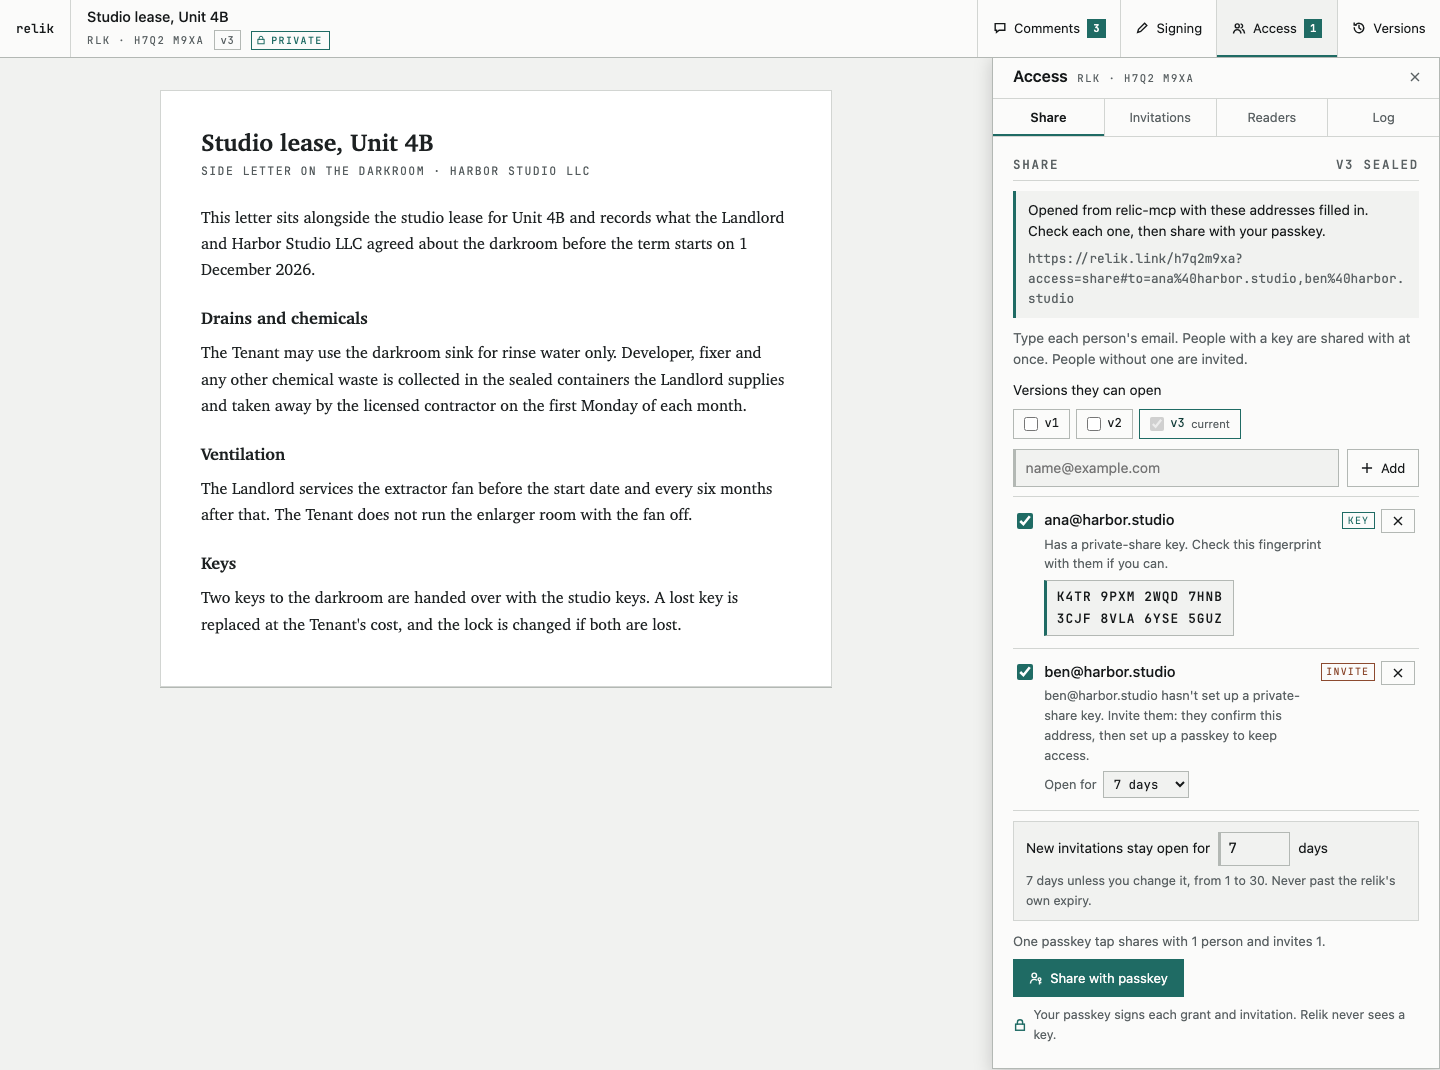 relik
Studio lease, Unit 4B
RLK · H7Q2 M9XA v3 PRIVATE
Comments 3
Signing
Access 1
Versions
Studio lease, Unit 4B
SIDE LETTER ON THE DARKROOM · HARBOR STUDIO LLC
This letter sits alongside the studio lease for Unit 4B and records what the Landlord
and Harbor Studio LLC agreed about the darkroom before the term starts on 1
December 2026.
Drains and chemicals
The Tenant may use the darkroom sink for rinse water only. Developer, fixer and
any other chemical waste is collected in the sealed containers the Landlord supplies
and taken away by the licensed contractor on the first Monday of each month.
Ventilation
The Landlord services the extractor fan before the start date and every six months
after that. The Tenant does not run the enlarger room with the fan off.
Keys
Two keys to the darkroom are handed over with the studio keys. A lost key is
replaced at the Tenant's cost, and the lock is changed if both are lost.
Access RLK · H7Q2 M9XA
Share Invitations Readers Log
SHARE V3 SEALED
Opened from relic-mcp with these addresses filled in.
Check each one, then share with your passkey.
https://relik.link/h7q2m9xa?
access=share#to=ana%40harbor.studio,ben%40harbor.
studio
Type each person's email. People with a key are shared with at
once. People without one are invited.
Versions they can open
v1 v2 v3 current
name@example.com + Add
ana@harbor.studio KEY
Has a private-share key. Check this fingerprint
with them if you can.
K4TR 9PXM 2WQD 7HNB
3CJF 8VLA 6YSE 5GUZ
ben@harbor.studio INVITE
ben@harbor.studio hasn't set up a private-
share key. Invite them: they confirm this
address, then set up a passkey to keep
access.
Open for 7 days
New invitations stay open for 7 days
7 days unless you change it, from 1 to 30. Never past the relik's
own expiry.
One passkey tap shares with 1 person and invites 1.
Share with passkey
Your passkey signs each grant and invitation. Relik never sees a
key.